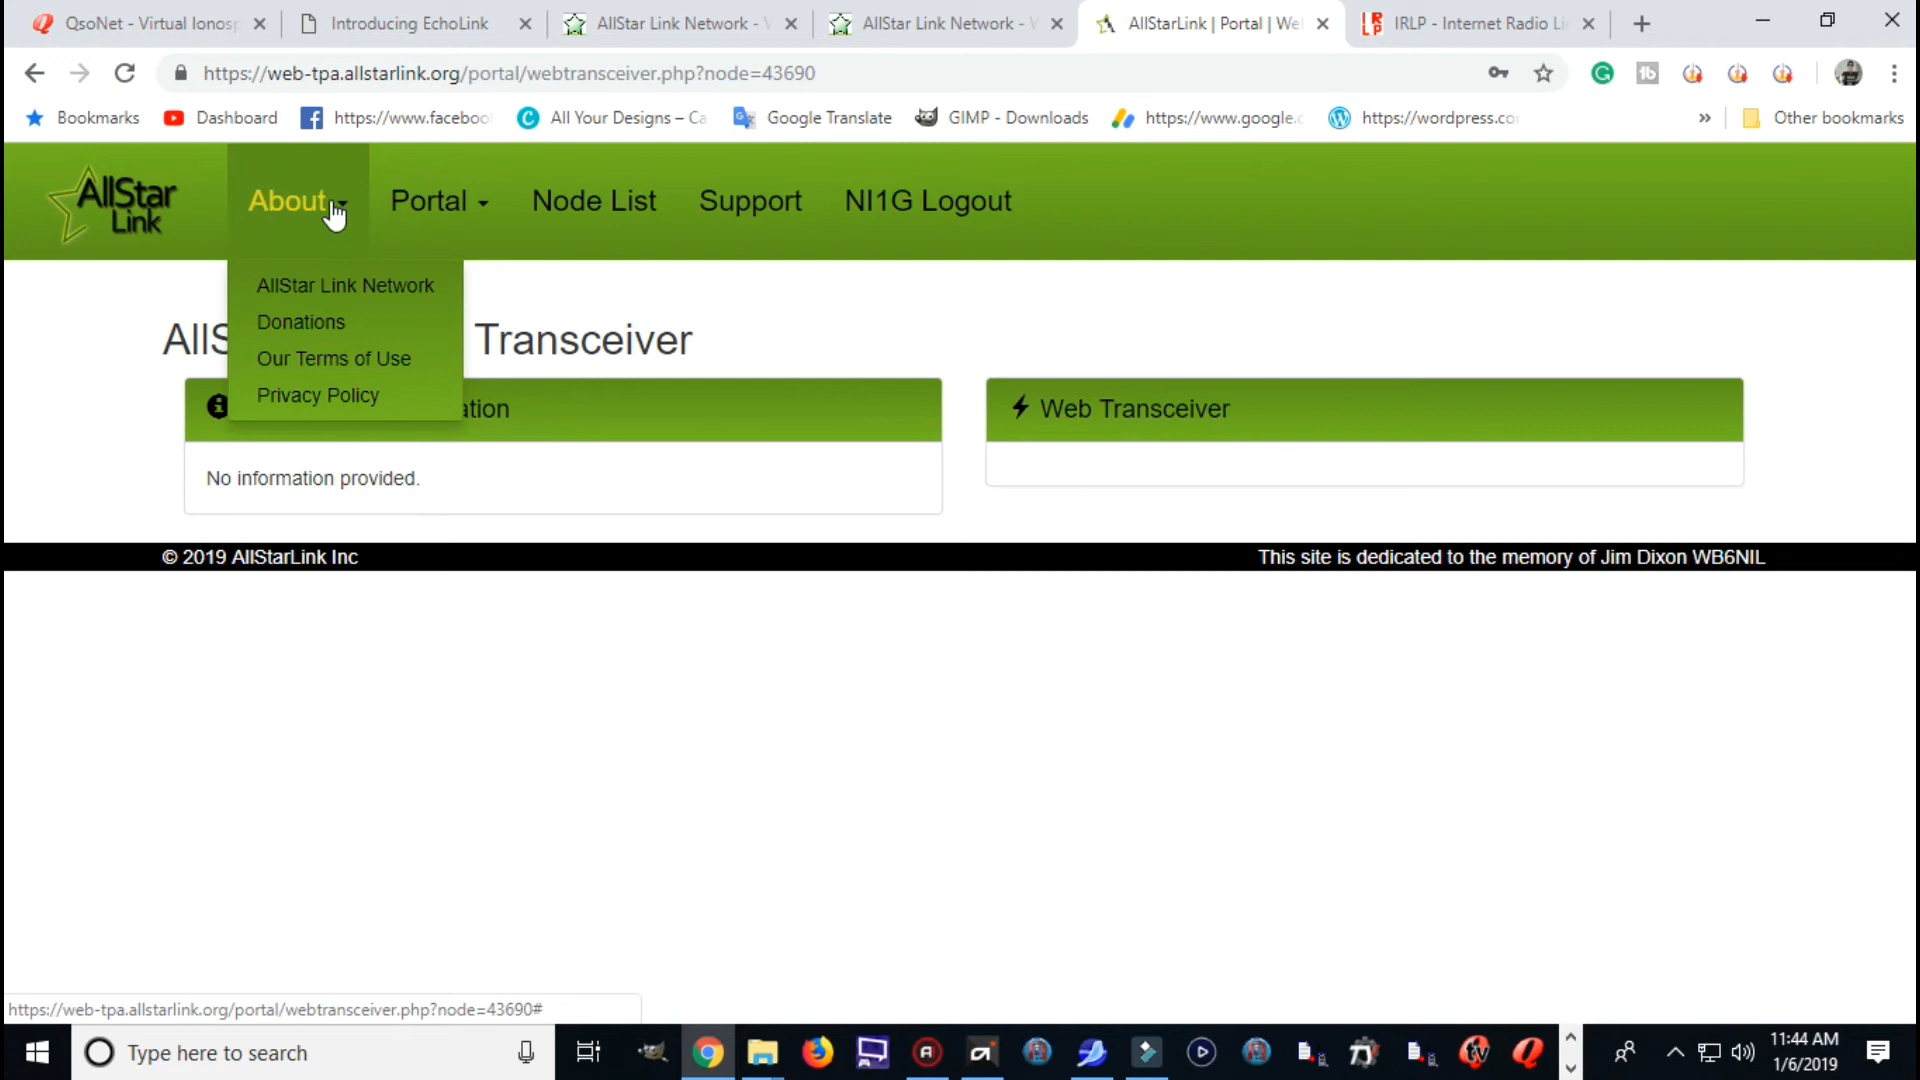 QsoNet - Virtual Ionosp
Introducing EchoLink
AllStar Link Network - V
AllStar Link Network - V
AllStarLink | Portal | We
IRLP - Internet Radio Li
https://web-tpa.allstarlink.org/portal/webtransceiver.php?node=43690
Bookmarks
Dashboard
https://www.faceboo
All Your Designs – Ca
Google Translate
GIMP - Downloads
https://www.google.c
https://wordpress.co
»
Other bookmarks
AllStar
Link
About
Portal
Node List
Support
NI1G Logout
AllStar Link Network
Donations
Our Terms of Use
Privacy Policy
AllS Transceiver
ation
Web Transceiver
No information provided.
© 2019 AllStarLink Inc
This site is dedicated to the memory of Jim Dixon WB6NIL
https://web-tpa.allstarlink.org/portal/webtransceiver.php?node=43690#
Type here to search
11:44 AM
1/6/2019